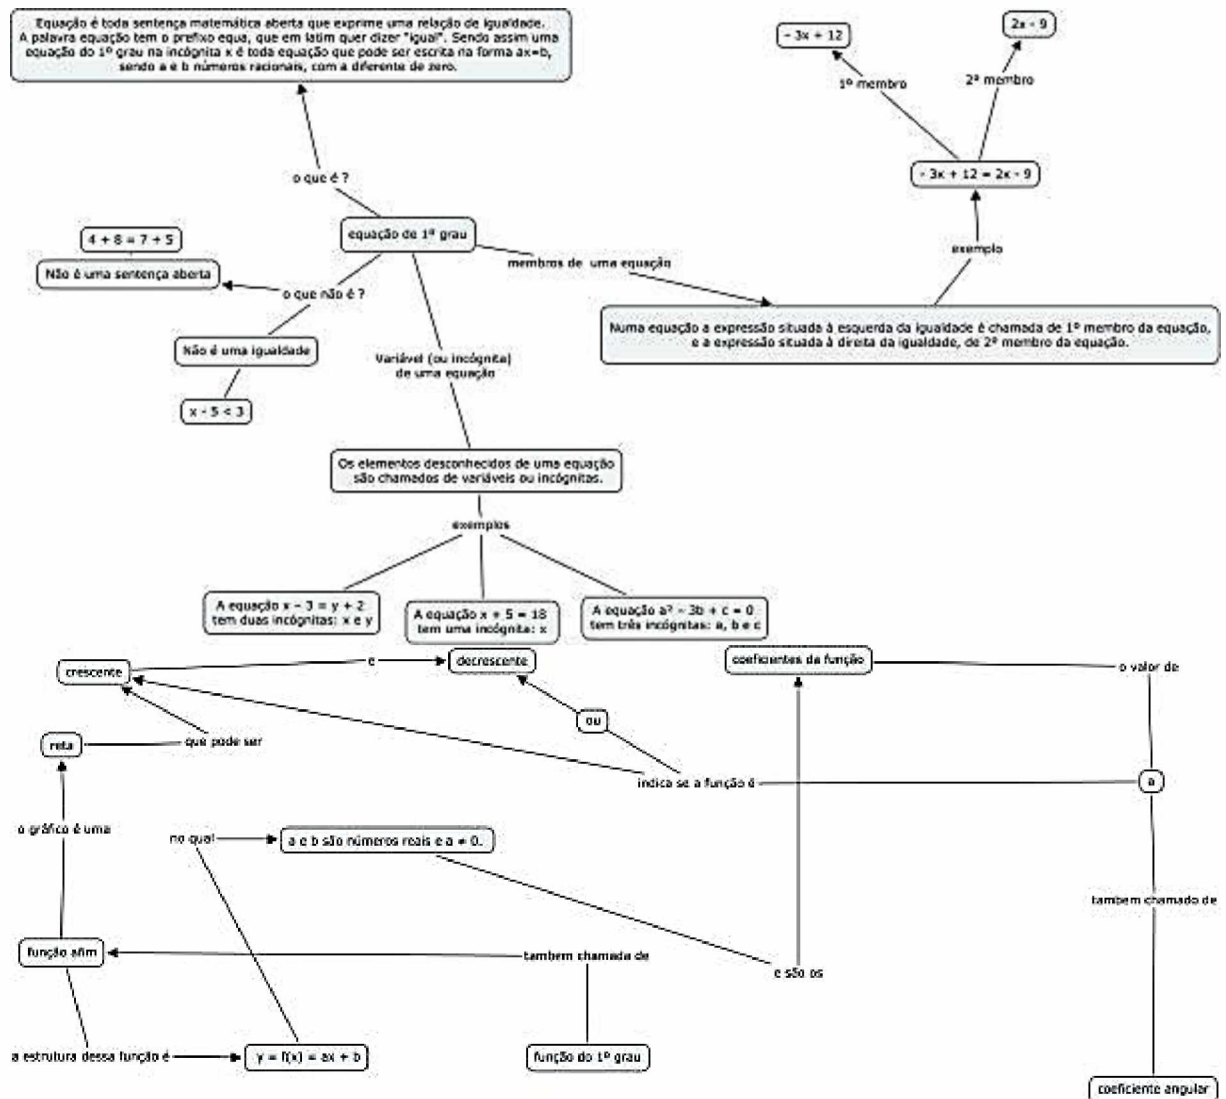 Equação é toda sentença matemática aberta que exprime uma relação de igualdade.
A palavra equação tem o prefixo equa, que em latim quer dizer "igual". Sendo assim uma
equação do 1º grau na incógnita x é toda equação que pode ser escrita na forma ax=b,
sendo a e b números racionais, com a diferente de zero.
- 3x + 12
2x - 9
1º membro
2º membro
- 3x + 12 = 2x - 9
o que é ?
equação de 1º grau
4 + 8 = 7 + 5
Não é uma sentença aberta
o que não é ?
membros de uma equação
exemplo
Numa equação a expressão situada à esquerda da igualdade é chamada de 1º membro da equação,
e a expressão situada à direita da igualdade, de 2º membro da equação.
Não é uma igualdade
x - 5 < 3
Variável (ou incógnita)
de uma equação
Os elementos desconhecidos de uma equação
são chamados de variáveis ou incógnitas.
exemplos
A equação x - 3 = y + 2
tem duas incógnitas: x e y
A equação x + 5 = 18
tem uma incógnita: x
A equação a² - 3b + c = 0
tem três incógnitas: a, b e c
crescente
e
decrescente
coeficientes da função
o valor de
ou
reta
que pode ser
indica se a função é
a
o gráfico é uma
no qual
a e b são números reais e a ≠ 0.
tambem chamado de
função afim
tambem chamada de
e são os
a estrutura dessa função é
y = f(x) = ax + b
função do 1º grau
coeficiente angular